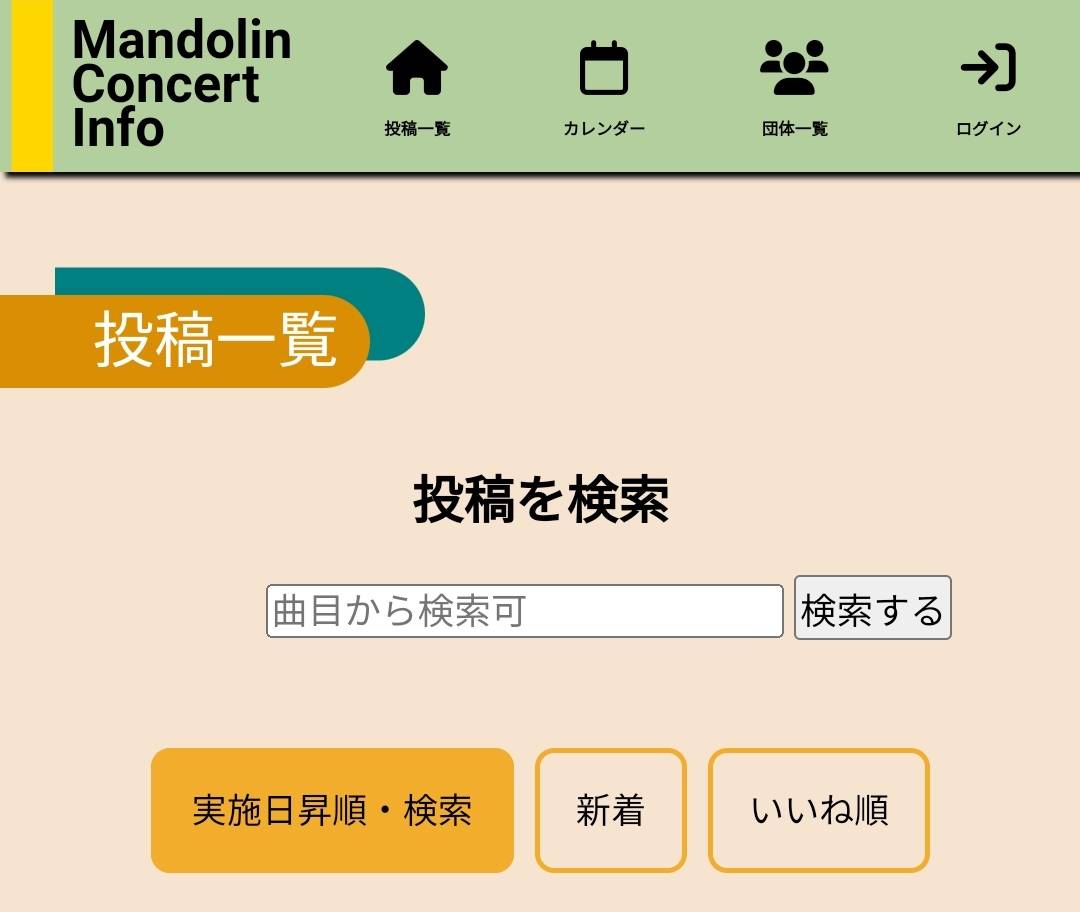 Mandolin
Concert
Info
投稿一覧
カレンダー
団体一覧
ログイン
投稿一覧
投稿を検索
曲目から検索可
検索する
実施日昇順・検索
新着
いいね順